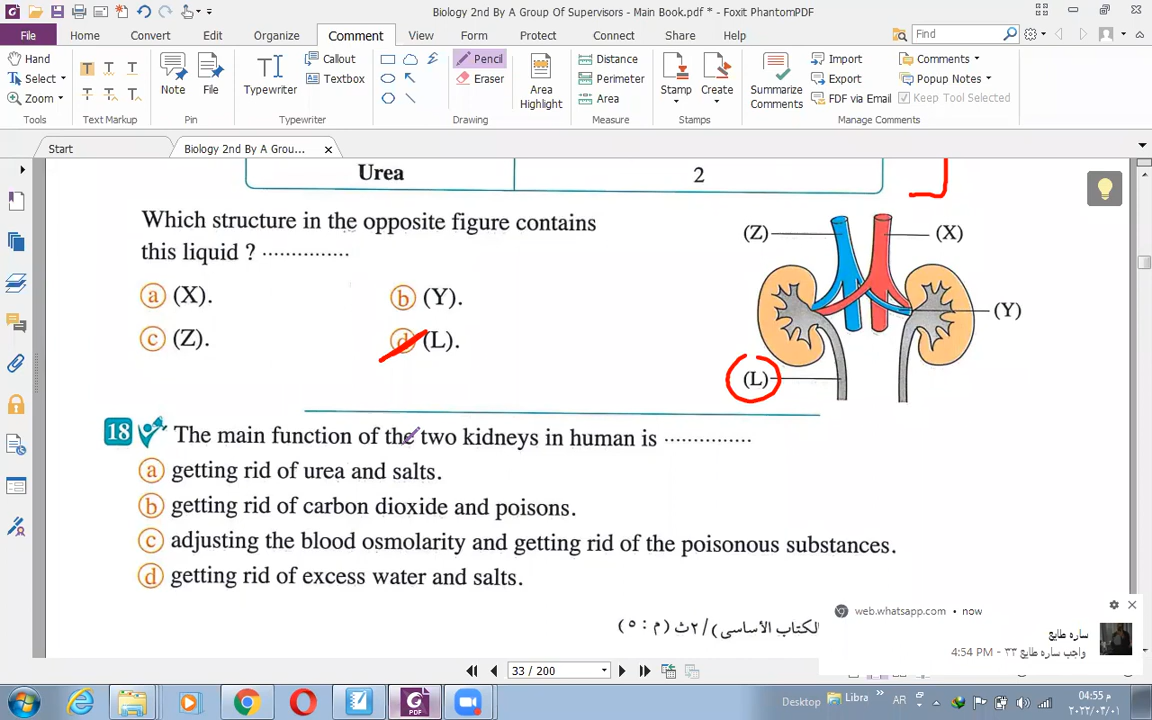 Biology 2nd By A Group Of Supervisors - Main Book.pdf * - Foxit PhantomPDF
File Home Convert Edit Organize Comment View Form Protect Connect Share Help Find
Hand
Select
Zoom
Tools
Text Markup
Note
File
Pin
Typewriter
Callout
Textbox
Typewriter
Pencil
Eraser
Drawing
Area Highlight
Distance
Perimeter
Area
Measure
Stamp
Create
Stamps
Summarize Comments
Import
Export
FDF via Email
Comments
Popup Notes
Keep Tool Selected
Manage Comments
Start
Biology 2nd By A Grou...
Urea 2
Which structure in the opposite figure contains
this liquid ? ...............
a (X). b (Y).
c (Z). d (L).
(Z) (X)
(Y)
(L)
18 The main function of the two kidneys in human is ...............
a getting rid of urea and salts.
b getting rid of carbon dioxide and poisons.
c adjusting the blood osmolarity and getting rid of the poisonous substances.
d getting rid of excess water and salts.
الكتاب الأساسى) / ٢ث (م : ٥)
web.whatsapp.com • now
ساره طايع
واجب ساره طايع ٣٣
4:54 PM
33 / 200
PDF
Desktop
Libra
AR
04:55 م
٢٠٢٢/٠٣/٠١